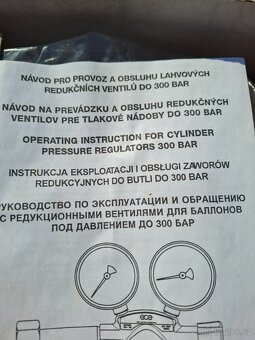 NÁVOD PRO PROVOZ A OBSLUHU LAHVOVÝCH
REDUKČNÍCH VENTILŮ DO 300 BAR
NÁVOD NA PREVÁDZKU A OBSLUHU REDUKČNÝCH
VENTILOV PRE TLAKOVÉ NÁDOBY DO 300 BAR
OPERATING INSTRUCTION FOR CYLINDER
PRESSURE REGULATORS 300 BAR
INSTRUKCJA EKSPLOATACJI I OBSŁUGI ZAWORÓW
REDUKCYJNYCH DO BUTLI DO 300 BAR
РУКОВОДСТВО ПО ЭКСПЛУАТАЦИИ И ОБРАЩЕНИЮ
С РЕДУКЦИОННЫМИ ВЕНТИЛЯМИ ДЛЯ БАЛЛОНОВ
ПОД ДАВЛЕНИЕМ ДО 300 БАР
GCE